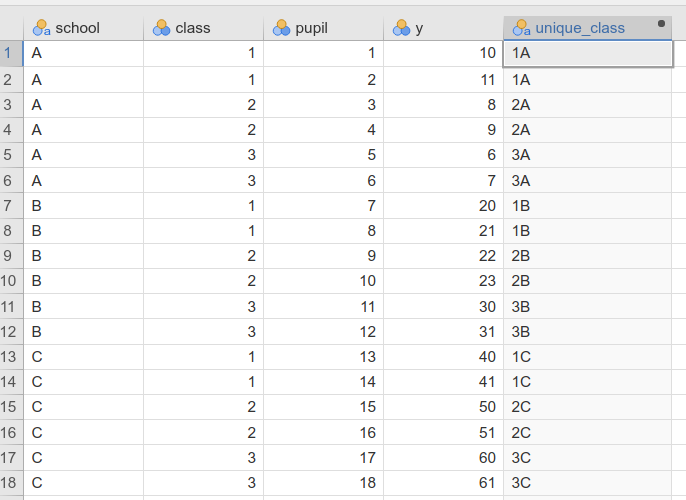 school class pupil y unique_class
1 A 1 1 10 1A
2 A 1 2 11 1A
3 A 2 3 8 2A
4 A 2 4 9 2A
5 A 3 5 6 3A
6 A 3 6 7 3A
7 B 1 7 20 1B
8 B 1 8 21 1B
9 B 2 9 22 2B
10 B 2 10 23 2B
11 B 3 11 30 3B
12 B 3 12 31 3B
13 C 1 13 40 1C
14 C 1 14 41 1C
15 C 2 15 50 2C
16 C 2 16 51 2C
17 C 3 17 60 3C
18 C 3 18 61 3C